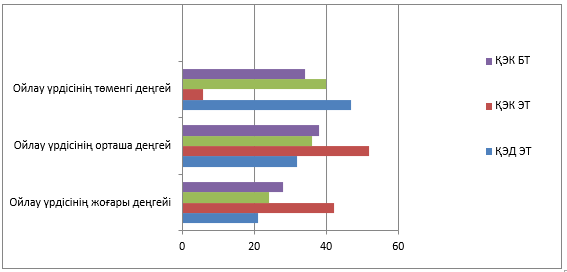 Ойлау үрдісінің төменгі деңгей
Ойлау үрдісінің орташа деңгей
Ойлау үрдісінің жоғары деңгейі
0 20 40 60
ҚЭК БТ
ҚЭК ЭТ
ҚЭД ЭТ